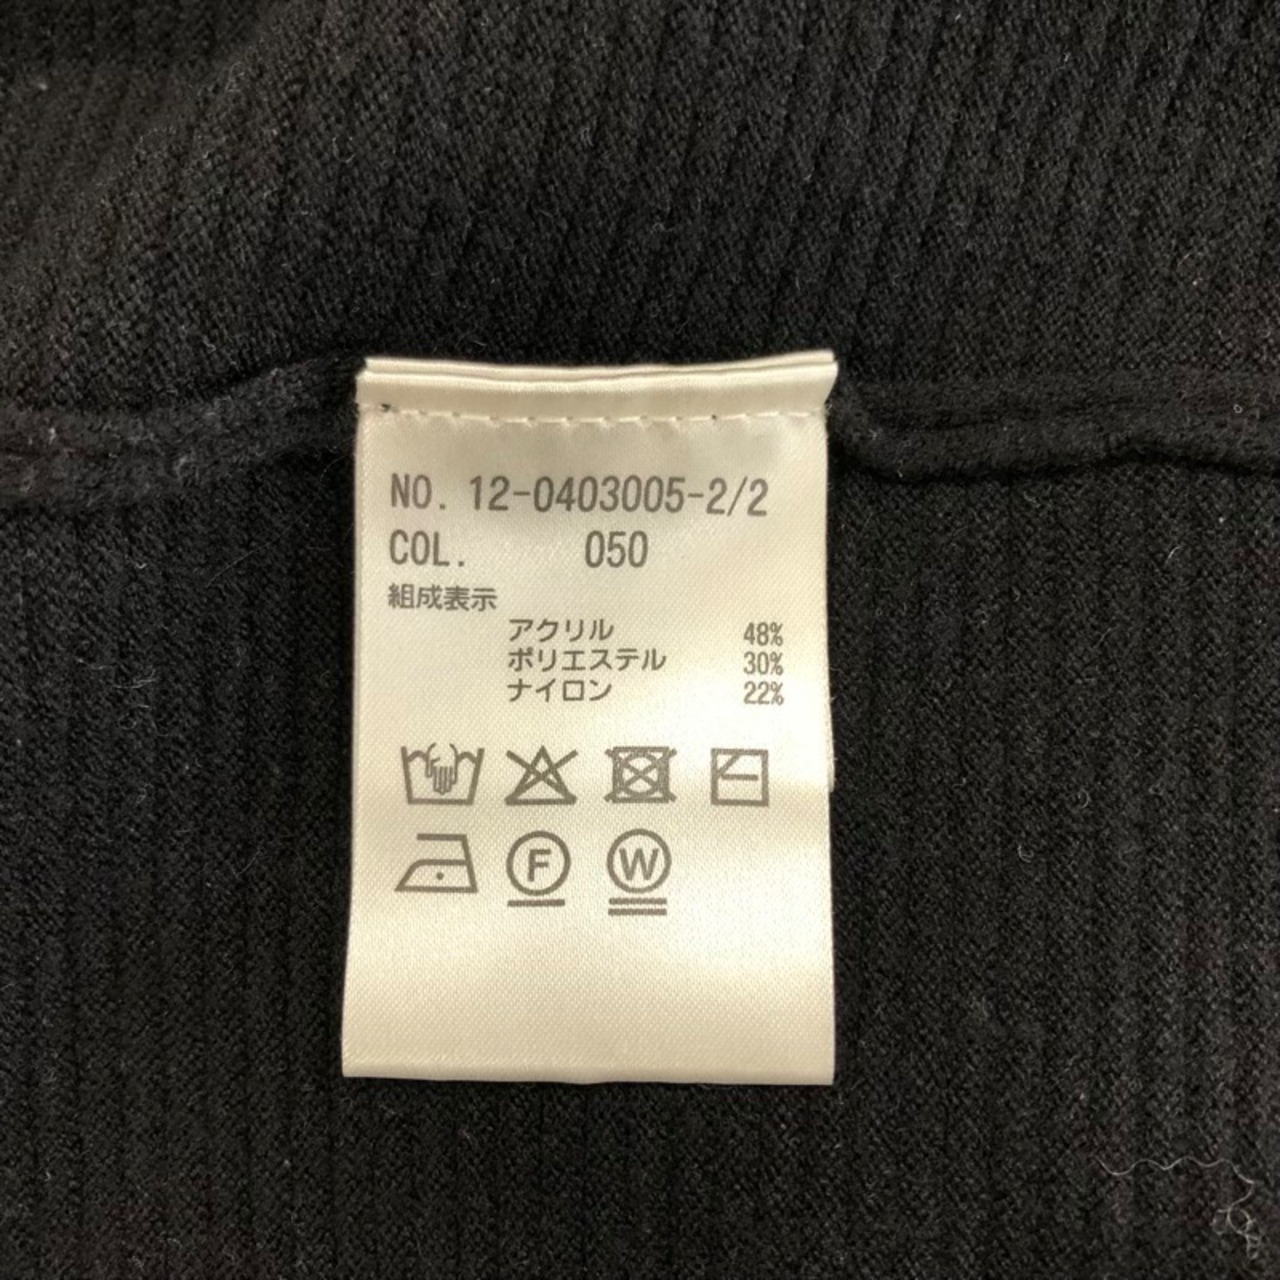 NO. 12-0403005-2/2
COL. 050
組成表示
アクリル 48%
ポリエステル 30%
ナイロン 22%
F W